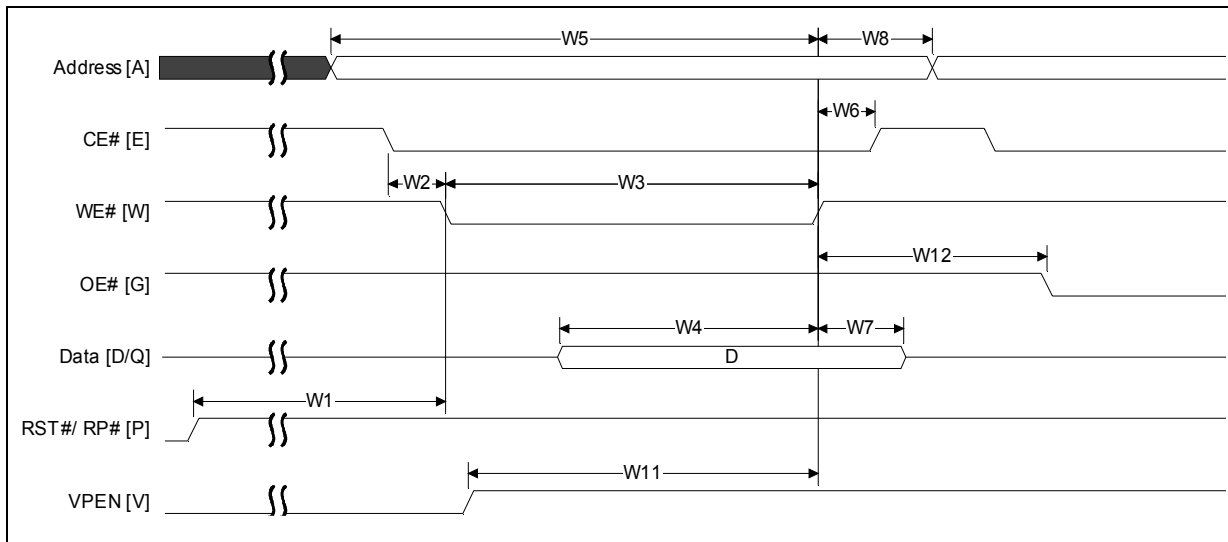 W5
W8
Address [A]
W6
CE# [E]
W2
W3
WE# [W]
W12
OE# [G]
W4
W7
Data [D/Q]
D
W1
RST#/ RP# [P]
W11
VPEN [V]